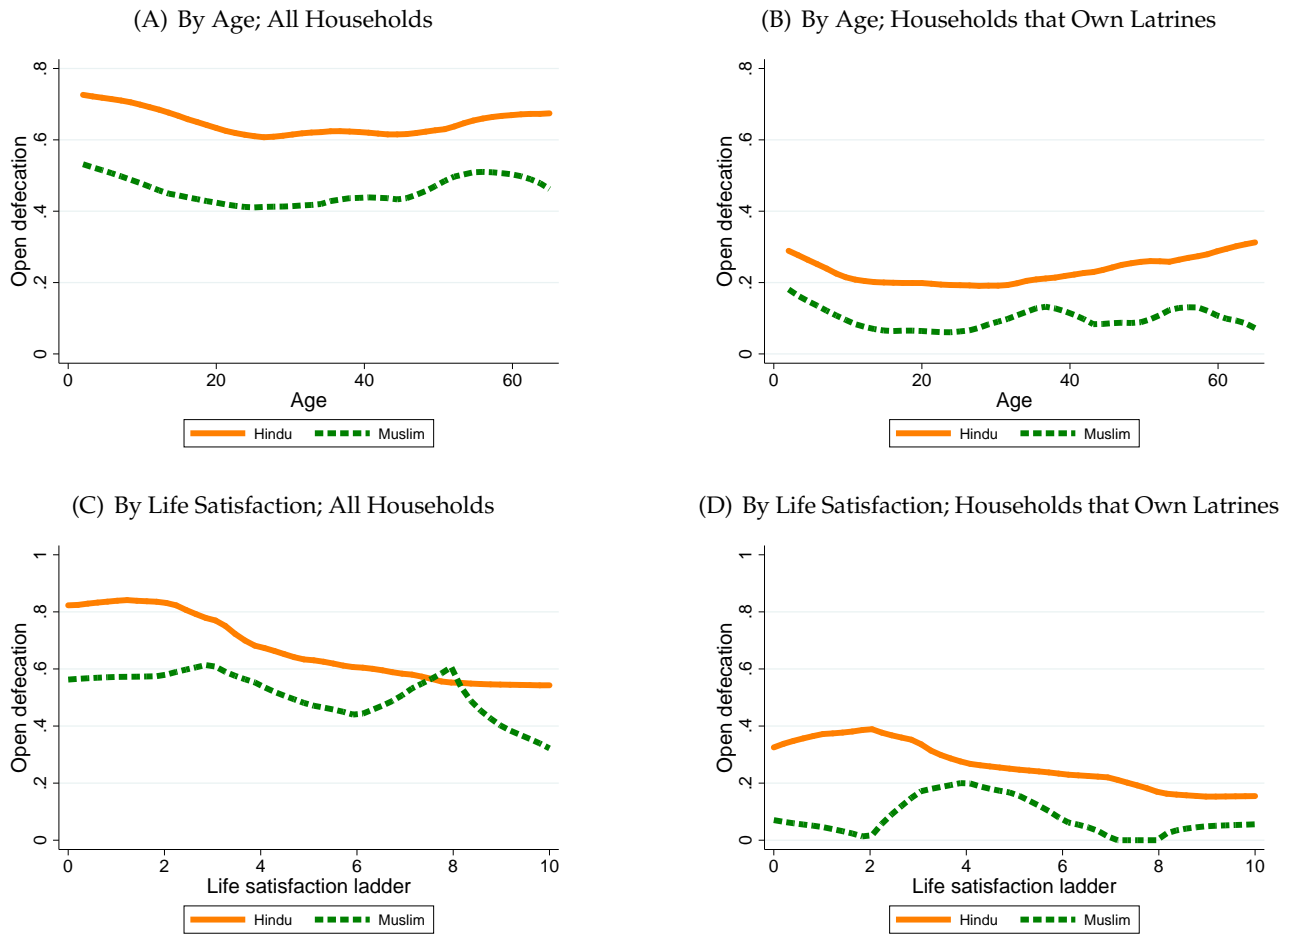 (A) By Age; All Households
.8
.6
.4
.2
0
Open defecation
0 20 40 60
Age
Hindu Muslim
(B) By Age; Households that Own Latrines
.8
.6
.4
.2
0
Open defecation
0 20 40 60
Age
Hindu Muslim
(C) By Life Satisfaction; All Households
1
.8
.6
.4
.2
0
Open defecation
0 2 4 6 8 10
Life satisfaction ladder
Hindu Muslim
(D) By Life Satisfaction; Households that Own Latrines
1
.8
.6
.4
.2
0
Open defecation
0 2 4 6 8 10
Life satisfaction ladder
Hindu Muslim